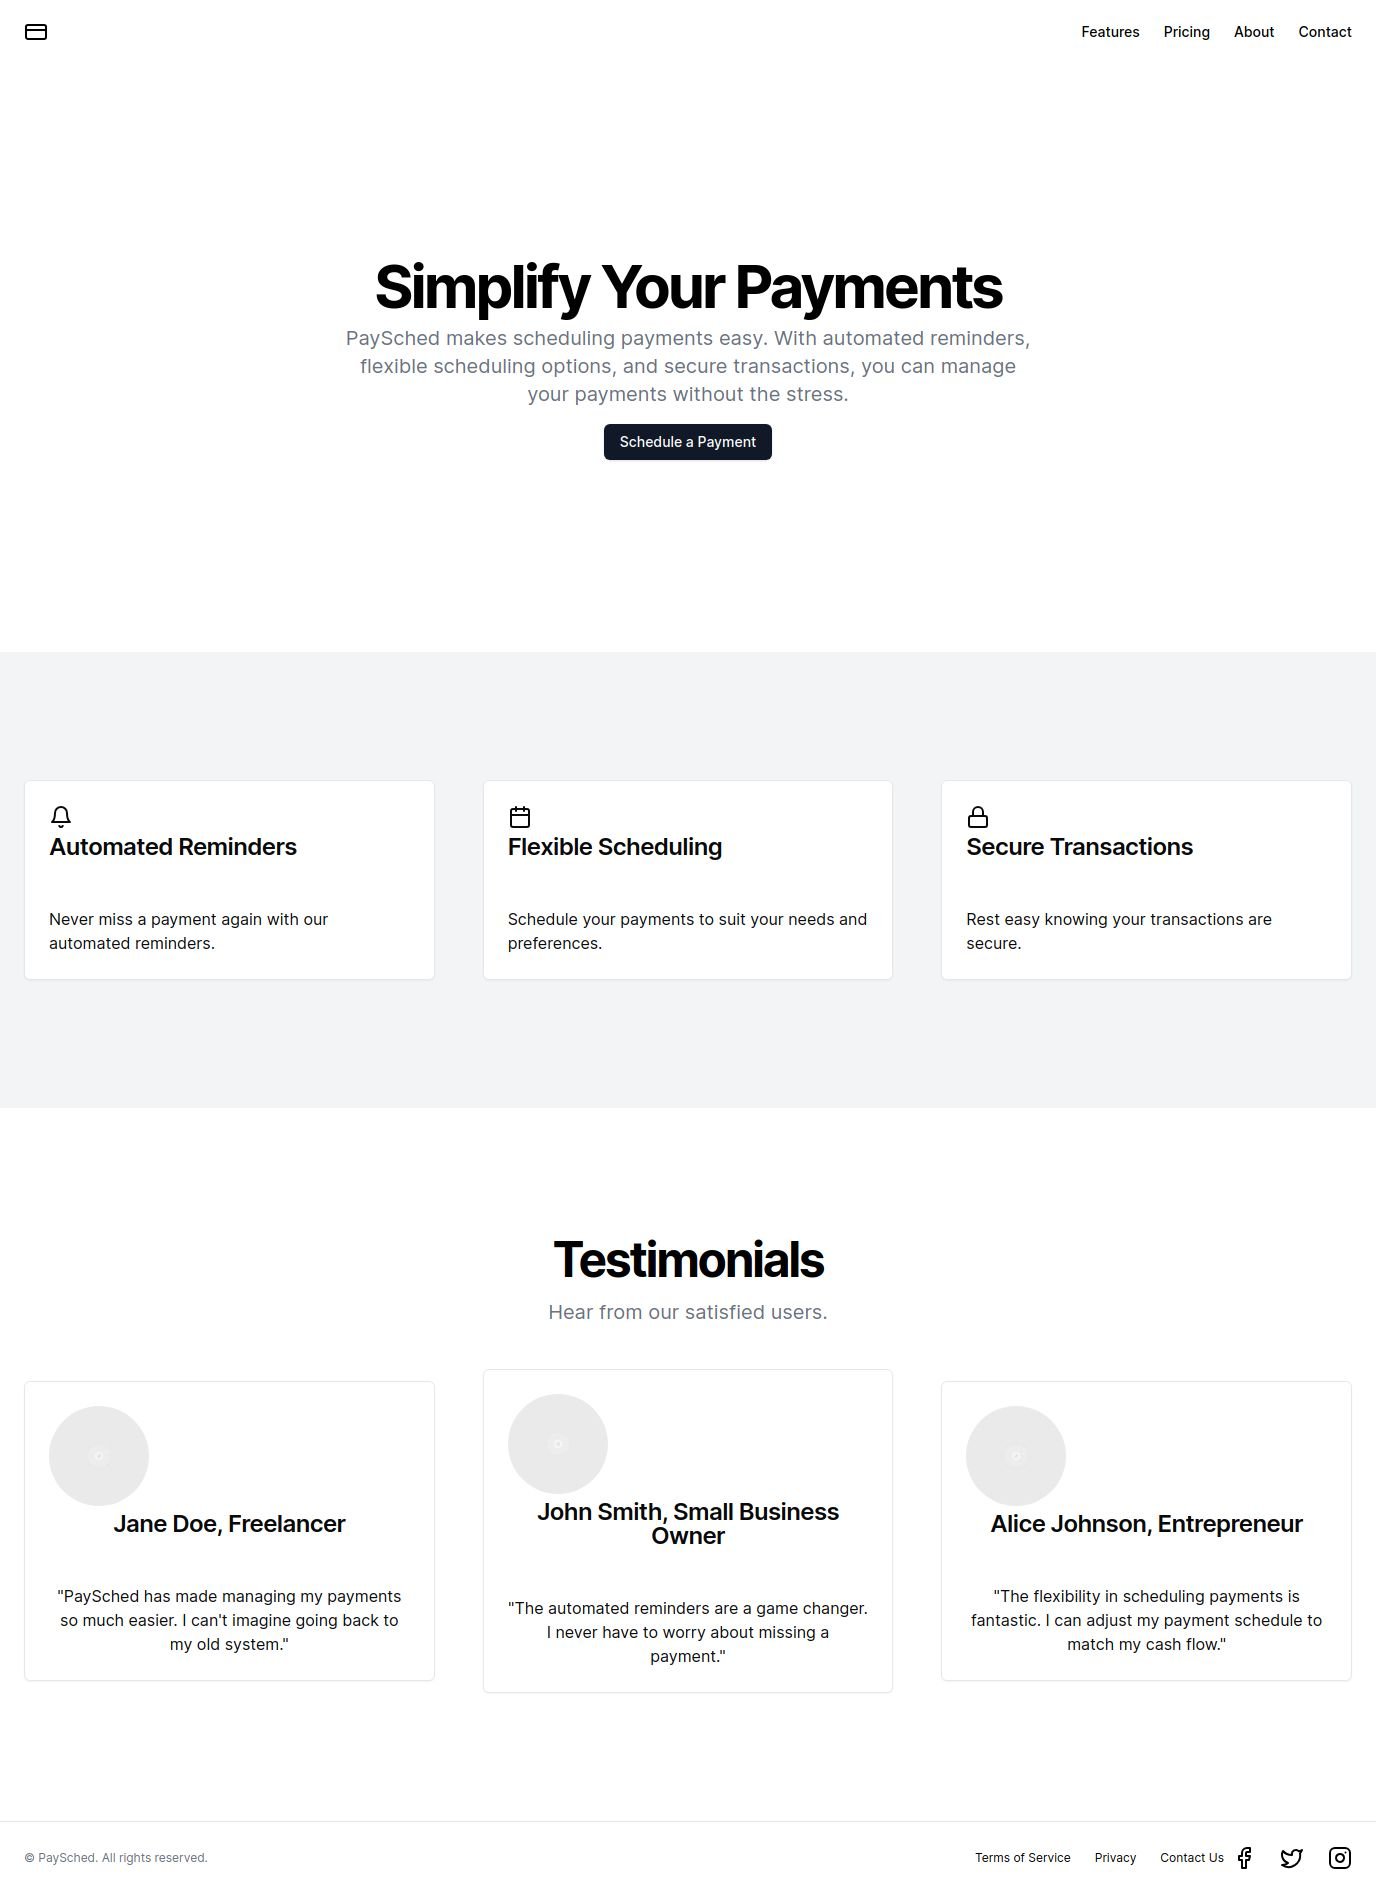 Features Pricing About Contact
Simplify Your Payments
PaySched makes scheduling payments easy. With automated reminders,
flexible scheduling options, and secure transactions, you can manage
your payments without the stress.
Schedule a Payment
Automated Reminders
Never miss a payment again with our
automated reminders.
Flexible Scheduling
Schedule your payments to suit your needs and
preferences.
Secure Transactions
Rest easy knowing your transactions are
secure.
Testimonials
Hear from our satisfied users.
Jane Doe, Freelancer
"PaySched has made managing my payments
so much easier. I can't imagine going back to
my old system."
John Smith, Small Business
Owner
"The automated reminders are a game changer.
I never have to worry about missing a
payment."
Alice Johnson, Entrepreneur
"The flexibility in scheduling payments is
fantastic. I can adjust my payment schedule to
match my cash flow."
© PaySched. All rights reserved.
Terms of Service Privacy Contact Us